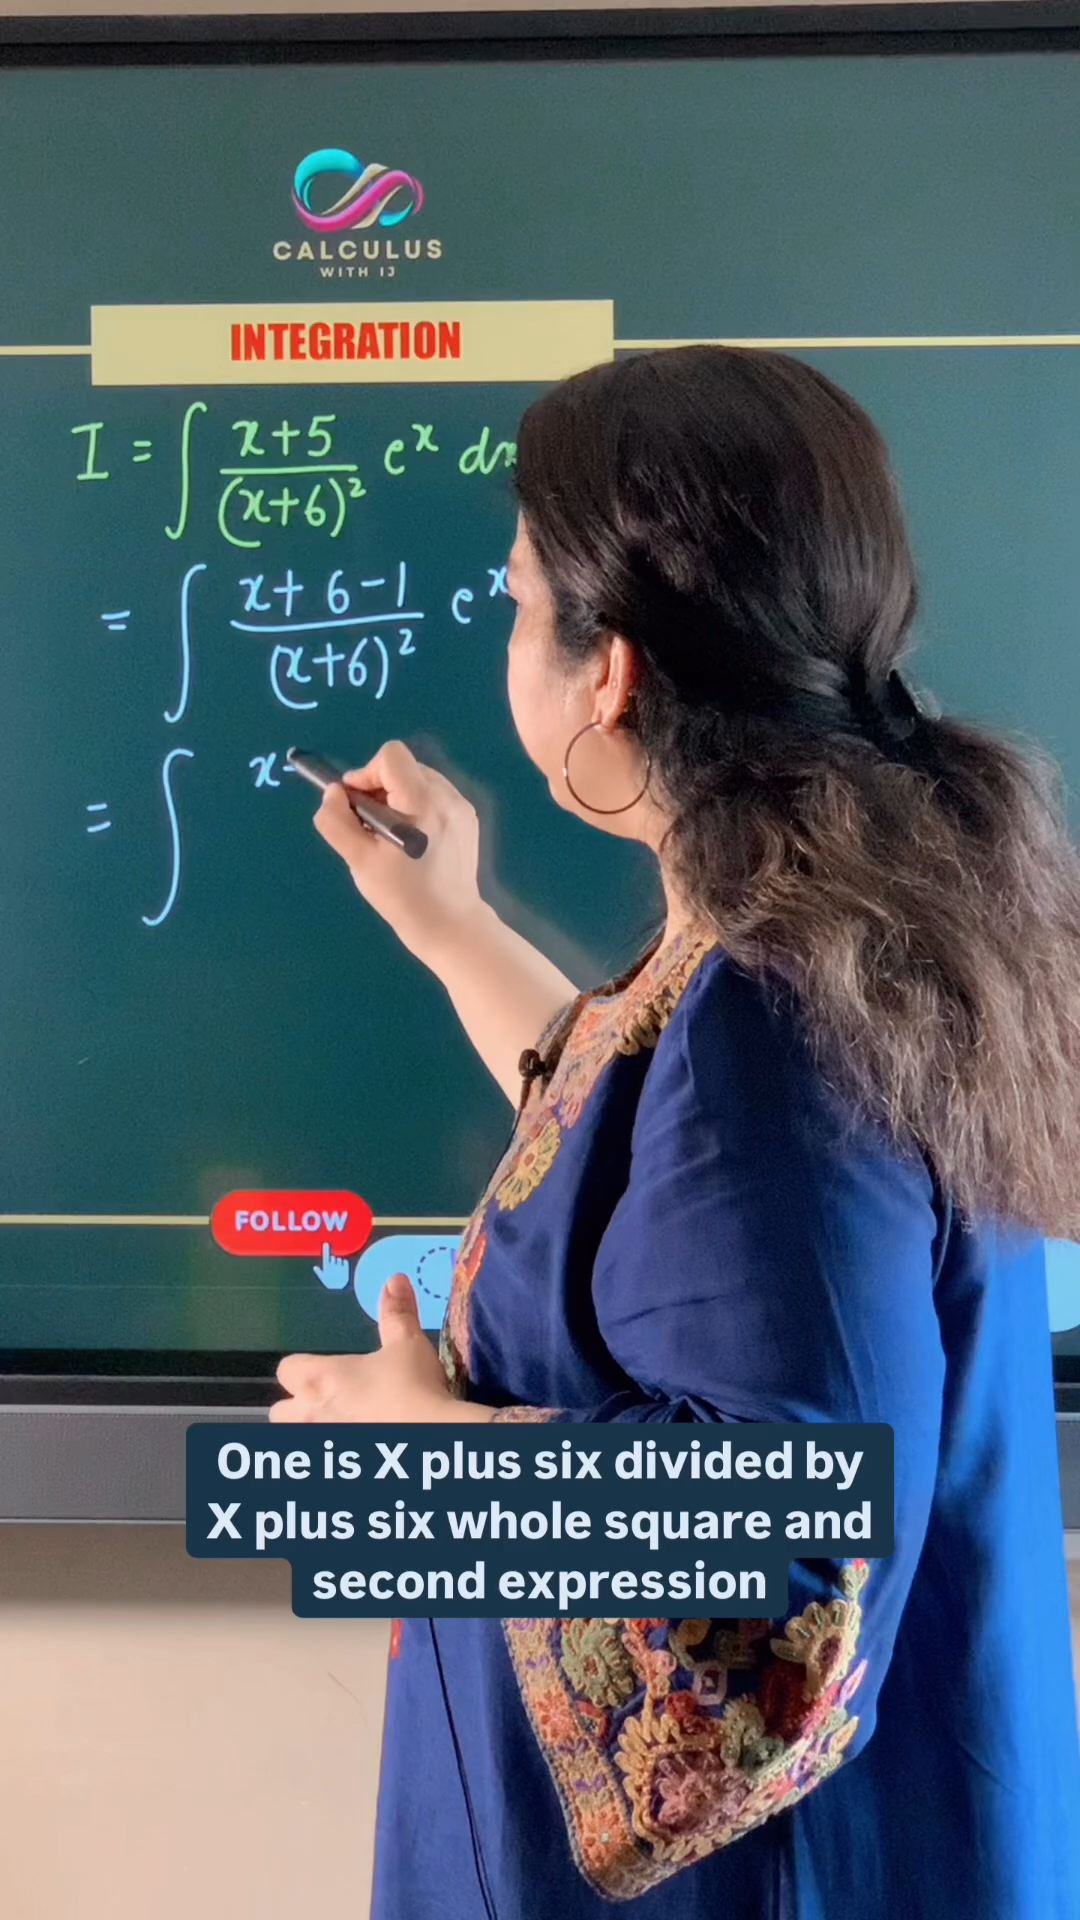 CALCULUS
WITH IJ
INTEGRATION
I = ∫ x+5 / (x+6)² eˣ dx
= ∫ x+6-1 / (x+6)² eˣ
= ∫ x
FOLLOW
One is X plus six divided by
X plus six whole square and
second expression